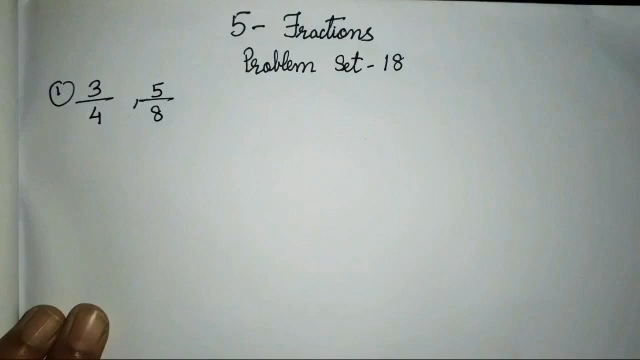 5- Fractions
Problem Set - 18
① 3/4 , 5/8